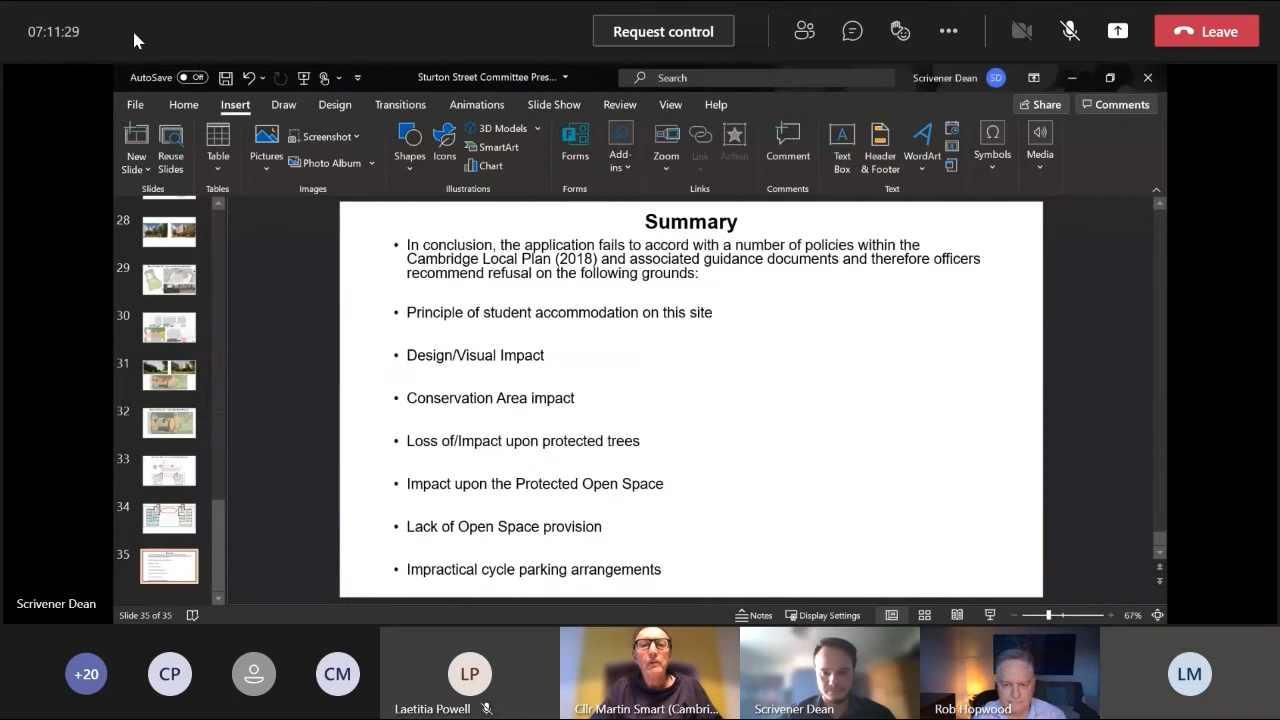 07:11:29
Request control
Leave
AutoSave Off
Sturton Street Committee Pres...
Search
Scrivener Dean SD
File Home Insert Draw Design Transitions Animations Slide Show Review View Help
Share Comments
New Slide
Reuse Slides
Table
Pictures
Screenshot
Photo Album
Shapes
Icons
3D Models
SmartArt
Chart
Forms
Add-ins
Zoom
Link
Action
Comment
Text Box
Header & Footer
WordArt
Symbols
Media
Slides Tables Images Illustrations Forms Links Comments Text
28
29
30
31
32
33
34
35
Summary
• In conclusion, the application fails to accord with a number of policies within the
Cambridge Local Plan (2018) and associated guidance documents and therefore officers
recommend refusal on the following grounds:
• Principle of student accommodation on this site
• Design/Visual Impact
• Conservation Area impact
• Loss of/Impact upon protected trees
• Impact upon the Protected Open Space
• Lack of Open Space provision
• Impractical cycle parking arrangements
Scrivener Dean
Slide 35 of 35
Notes Display Settings 67%
+20 CP CM LP LM
Laetitia Powell
Cllr Martin Smart (Cambri...
Scrivener Dean
Rob Hopwood